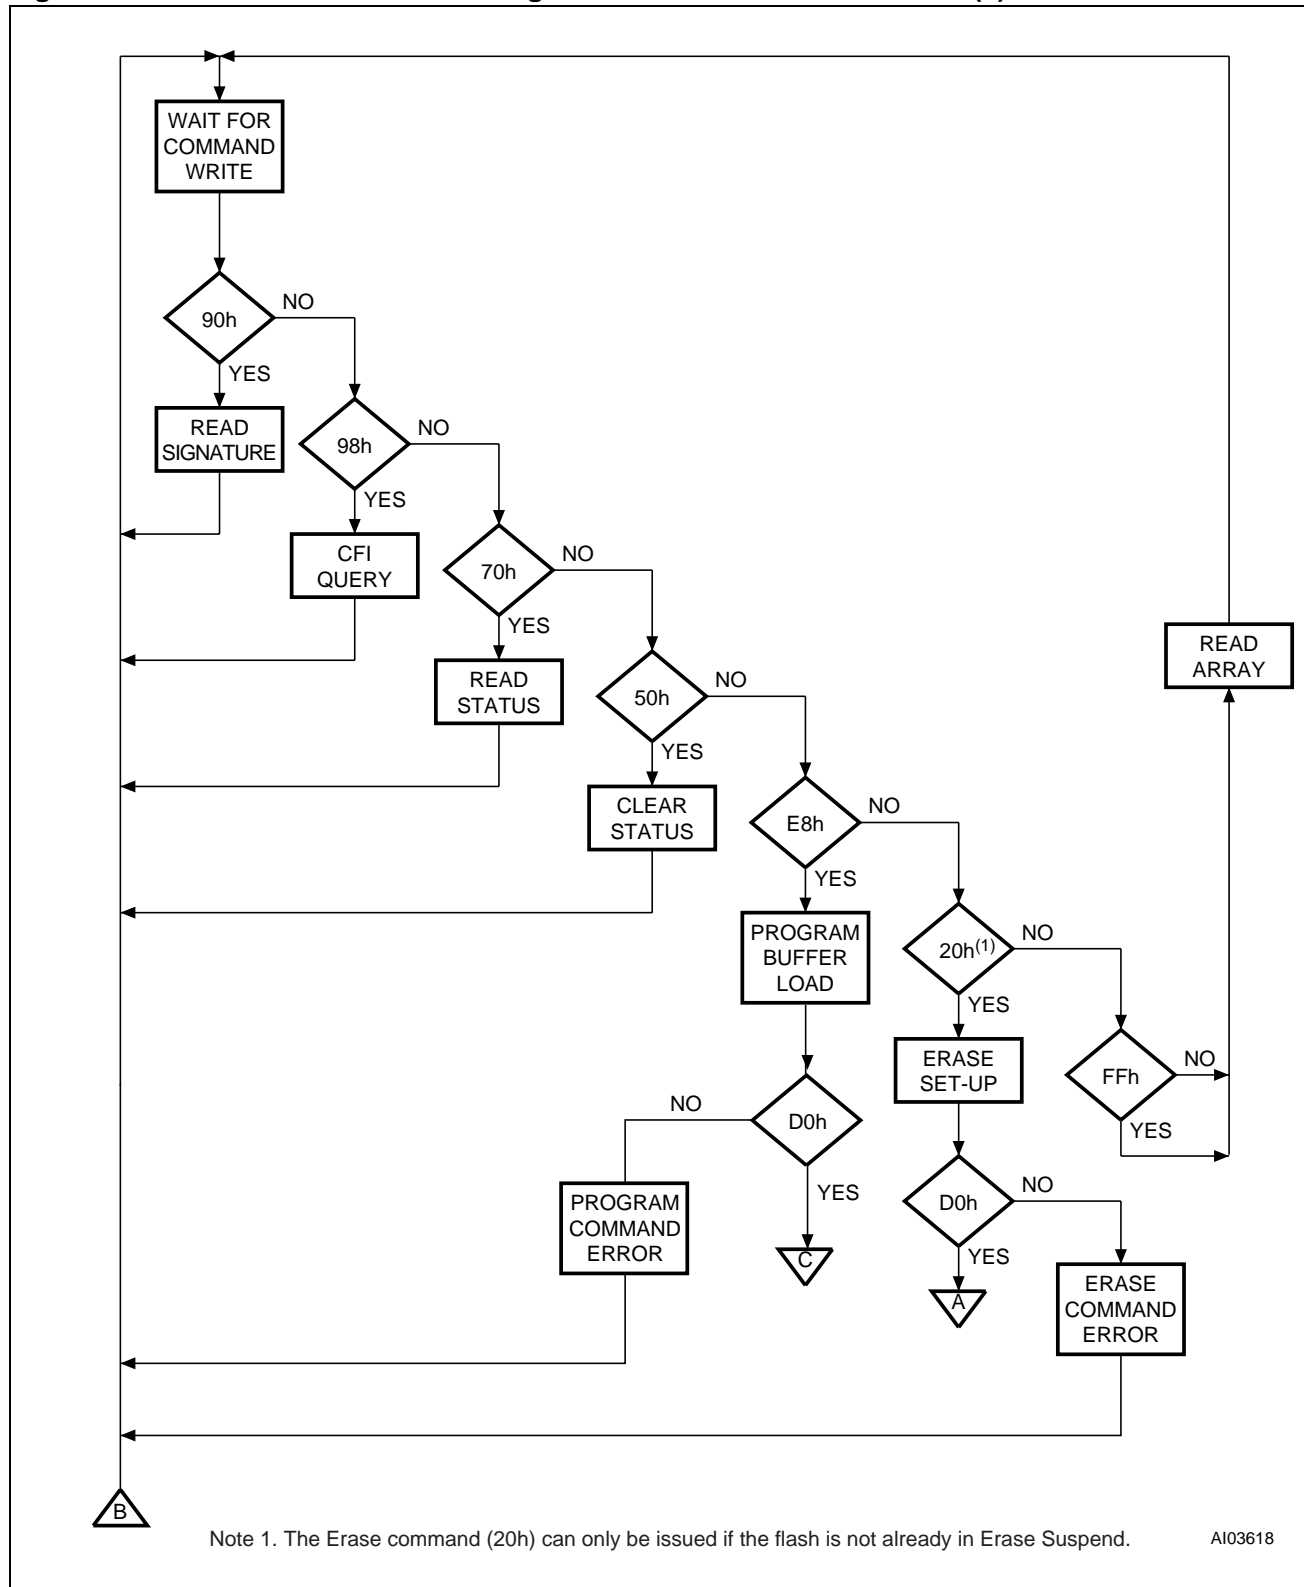 WAIT FOR
COMMAND
WRITE
90h
NO
YES
READ
SIGNATURE
98h
NO
YES
CFI
QUERY
70h
NO
YES
READ
STATUS
READ
ARRAY
50h
NO
YES
CLEAR
STATUS
E8h
NO
YES
PROGRAM
BUFFER
LOAD
20h(1)
NO
YES
ERASE
SET-UP
FFh
NO
YES
D0h
NO
YES
PROGRAM
COMMAND
ERROR
C
D0h
NO
YES
A
ERASE
COMMAND
ERROR
B
Note 1. The Erase command (20h) can only be issued if the flash is not already in Erase Suspend.
AI03618